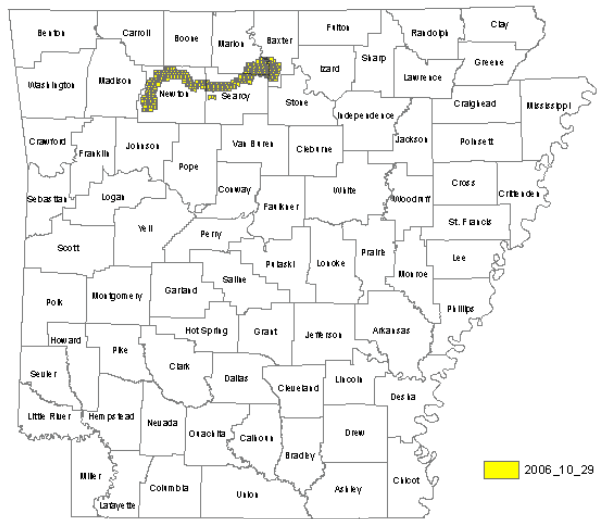 Benton
Carroll
Boone
Marion
Baxter
Fulton
Randolph
Clay
Washington
Madison
Newton
Searcy
Stone
Izard
Sharp
Lawrence
Greene
Craighead
Mississippi
Independence
Crawford
Franklin
Johnson
Pope
Van Buren
Cleburne
Jackson
Poinsett
Sebastian
Logan
Conway
Faulkner
White
Woodruff
Cross
Crittenden
St. Francis
Scott
Yell
Perry
Pulaski
Lonoke
Prairie
Monroe
Lee
Phillips
Polk
Montgomery
Garland
Saline
Hot Spring
Grant
Jefferson
Arkansas
Howard
Pike
Clark
Dallas
Cleveland
Lincoln
Desha
Sevier
Little River
Hempstead
Nevada
Ouachita
Calhoun
Bradley
Drew
Miller
Lafayette
Columbia
Union
Ashley
Chicot
2006_10_29